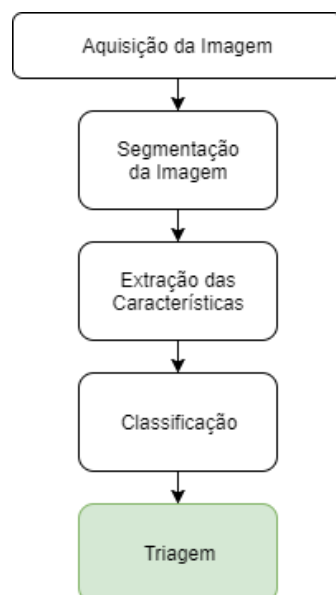 Aquisição da Imagem
Segmentação
da Imagem
Extração das
Características
Classificação
Triagem